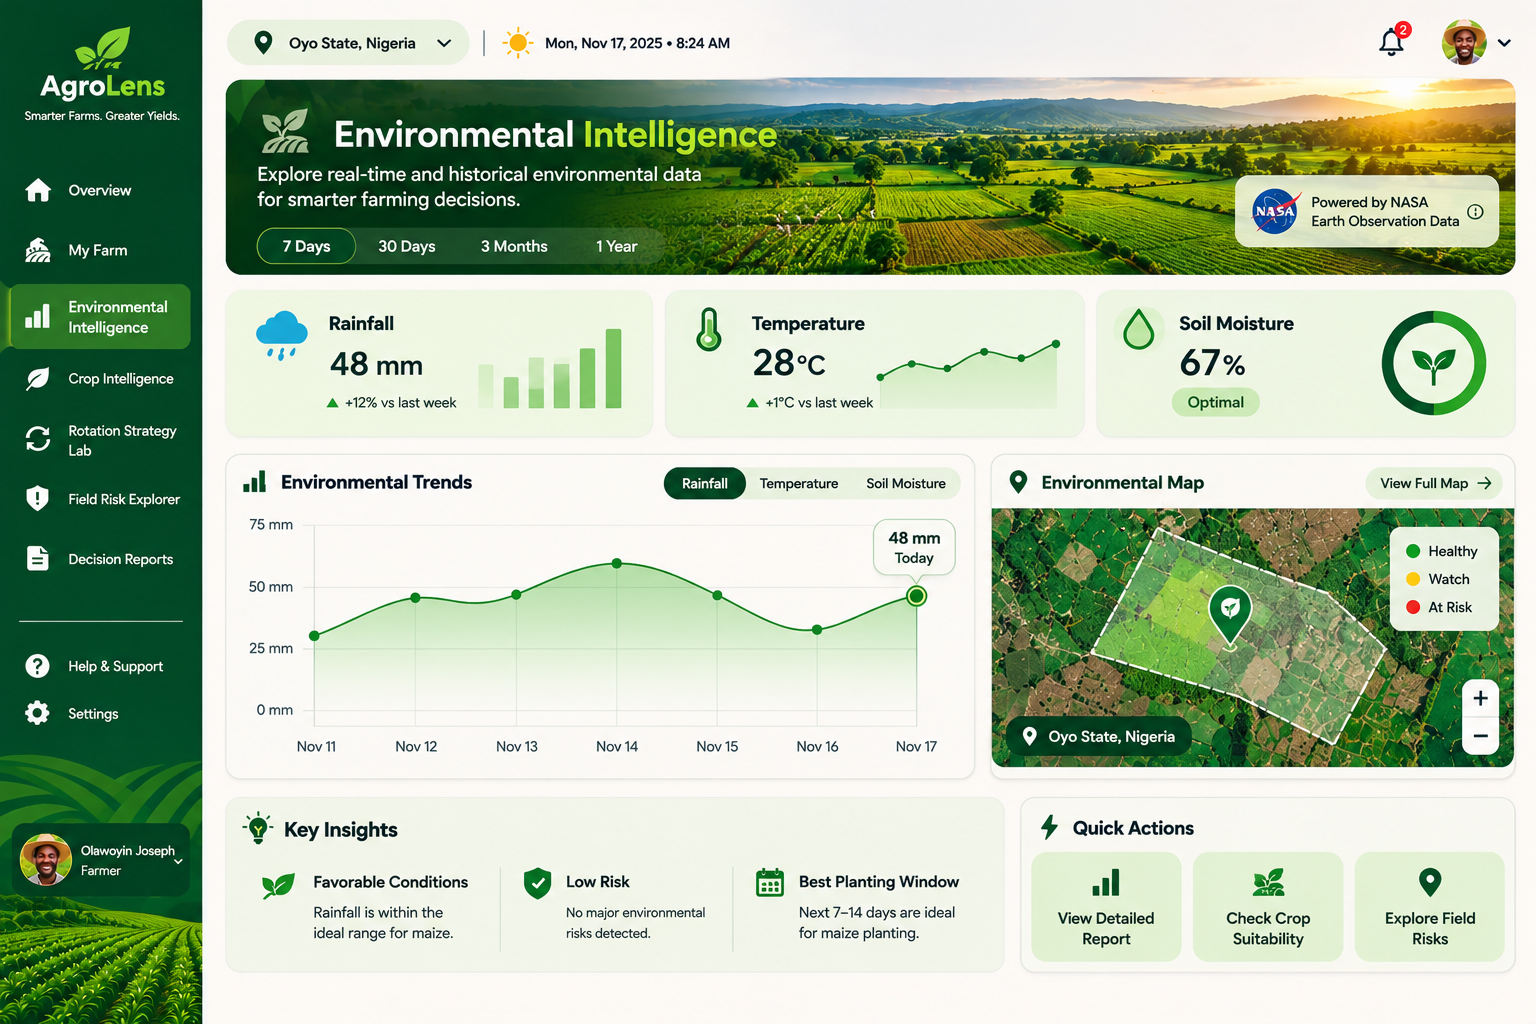 AgroLens
Smarter Farms. Greater Yields.
Overview
My Farm
Environmental
Intelligence
Crop Intelligence
Rotation Strategy
Lab
Field Risk Explorer
Decision Reports
Help & Support
Settings
Olawoyin Joseph
Farmer
Oyo State, Nigeria
Mon, Nov 17, 2025 • 8:24 AM
2
Environmental Intelligence
Explore real-time and historical environmental data
for smarter farming decisions.
7 Days
30 Days
3 Months
1 Year
NASA
Powered by NASA
Earth Observation Data
Rainfall
48 mm
+12% vs last week
Temperature
28°C
+1°C vs last week
Soil Moisture
67%
Optimal
Environmental Trends
Rainfall
Temperature
Soil Moisture
75 mm
50 mm
25 mm
0 mm
48 mm
Today
Nov 11
Nov 12
Nov 13
Nov 14
Nov 15
Nov 16
Nov 17
Environmental Map
View Full Map
Healthy
Watch
At Risk
+
−
Oyo State, Nigeria
Key Insights
Favorable Conditions
Rainfall is within the
ideal range for maize.
Low Risk
No major environmental
risks detected.
Best Planting Window
Next 7–14 days are ideal
for maize planting.
Quick Actions
View Detailed
Report
Check Crop
Suitability
Explore Field
Risks